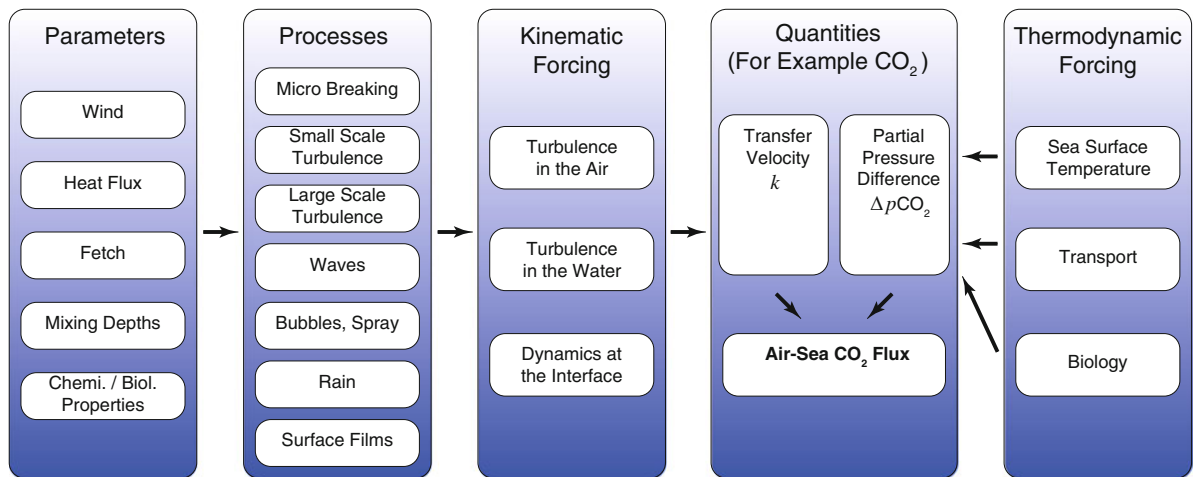 Parameters
Wind
Heat Flux
Fetch
Mixing Depths
Chemi. / Biol.
Properties
Processes
Micro Breaking
Small Scale
Turbulence
Large Scale
Turbulence
Waves
Bubbles, Spray
Rain
Surface Films
Kinematic
Forcing
Turbulence
in the Air
Turbulence
in the Water
Dynamics at
the Interface
Quantities
(For Example CO₂)
Transfer
Velocity
k
Partial
Pressure
Difference
ΔpCO₂
Air-Sea CO₂ Flux
Thermodynamic
Forcing
Sea Surface
Temperature
Transport
Biology